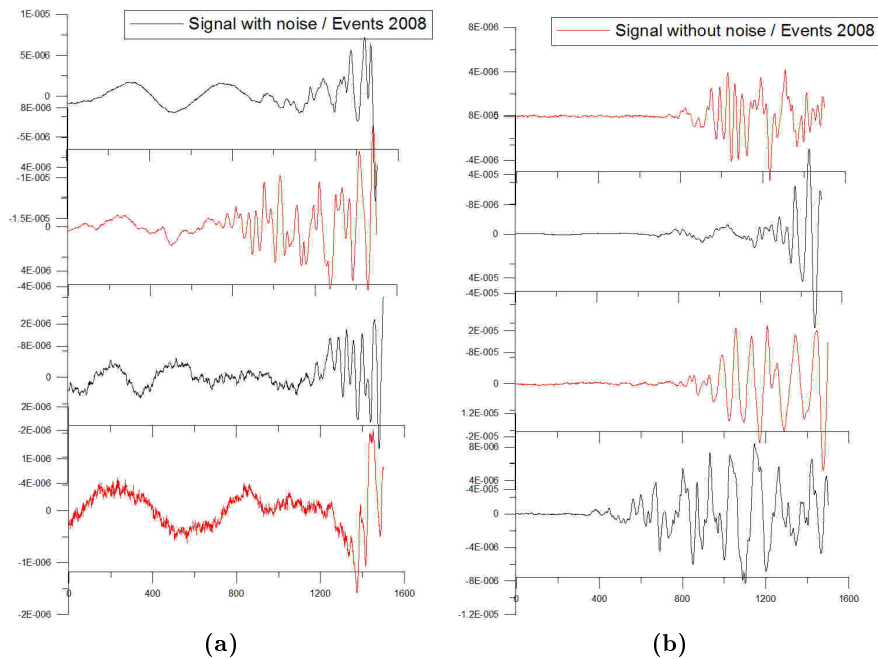 Signal with noise / Events 2008
1E-005
5E-006
0
8E-006
-5E-006
4E-006
-1E-005
-1.5E-005
0
4E-006
-4E-006
2E-006
-8E-006
0
2E-006
-2E-006
-4E-006
0
-1E-006
-2E-006
0
400
800
1200
1600
(a)
Signal without noise / Events 2008
8E-006
4E-006
8E-005
4E-006
-4E-006
-8E-006
0
4E-005
-4E-005
2E-005
-8E-006
0
1.2E-005
-2E-005
8E-006
-4E-005
0
-4E-006
-8E-006
-1.2E-005
0
400
800
1200
1600
(b)